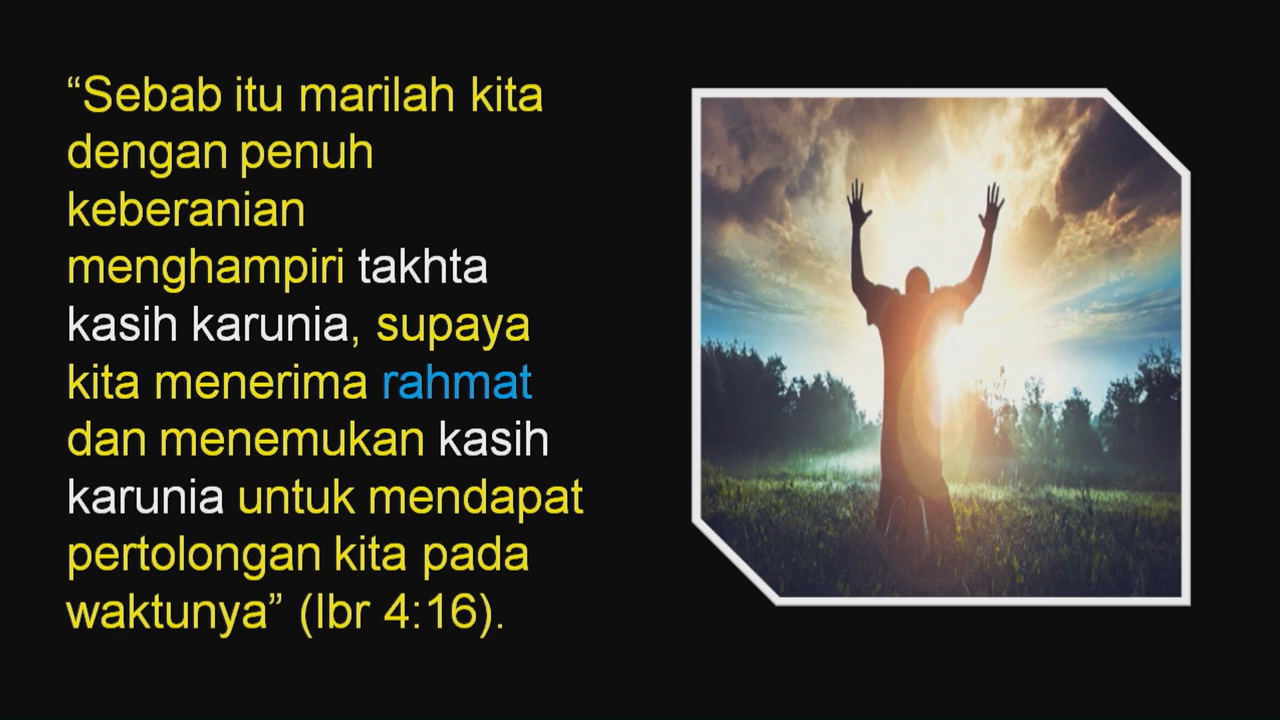 “Sebab itu marilah kita
dengan penuh
keberanian
menghampiri takhta
kasih karunia, supaya
kita menerima rahmat
dan menemukan kasih
karunia untuk mendapat
pertolongan kita pada
waktunya” (Ibr 4:16).